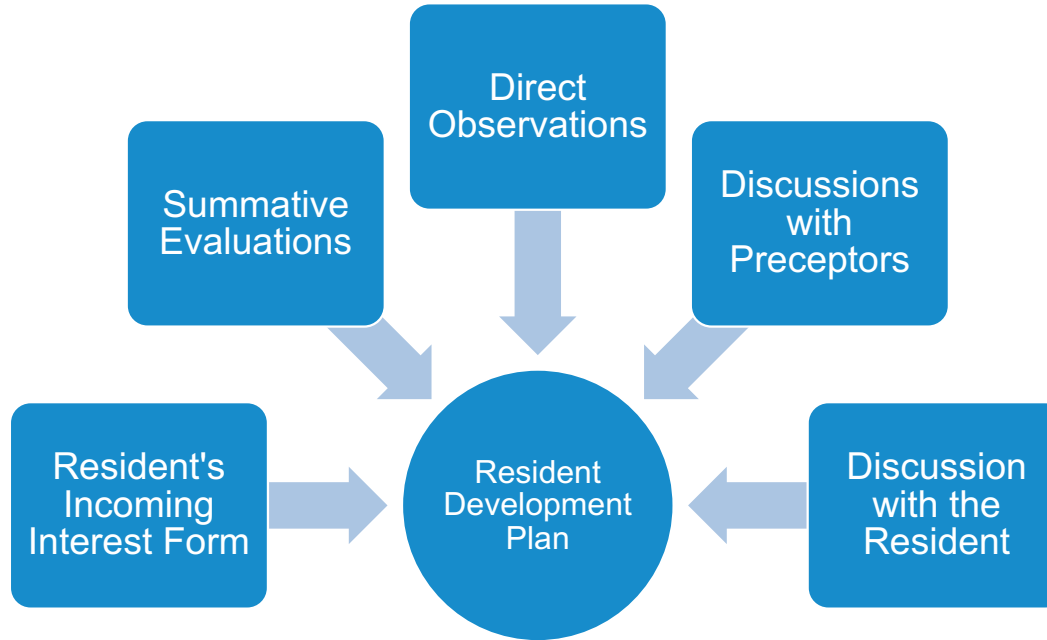 Direct
Observations
Summative
Evaluations
Discussions
with
Preceptors
Resident's
Incoming
Interest Form
Resident
Development
Plan
Discussion
with the
Resident